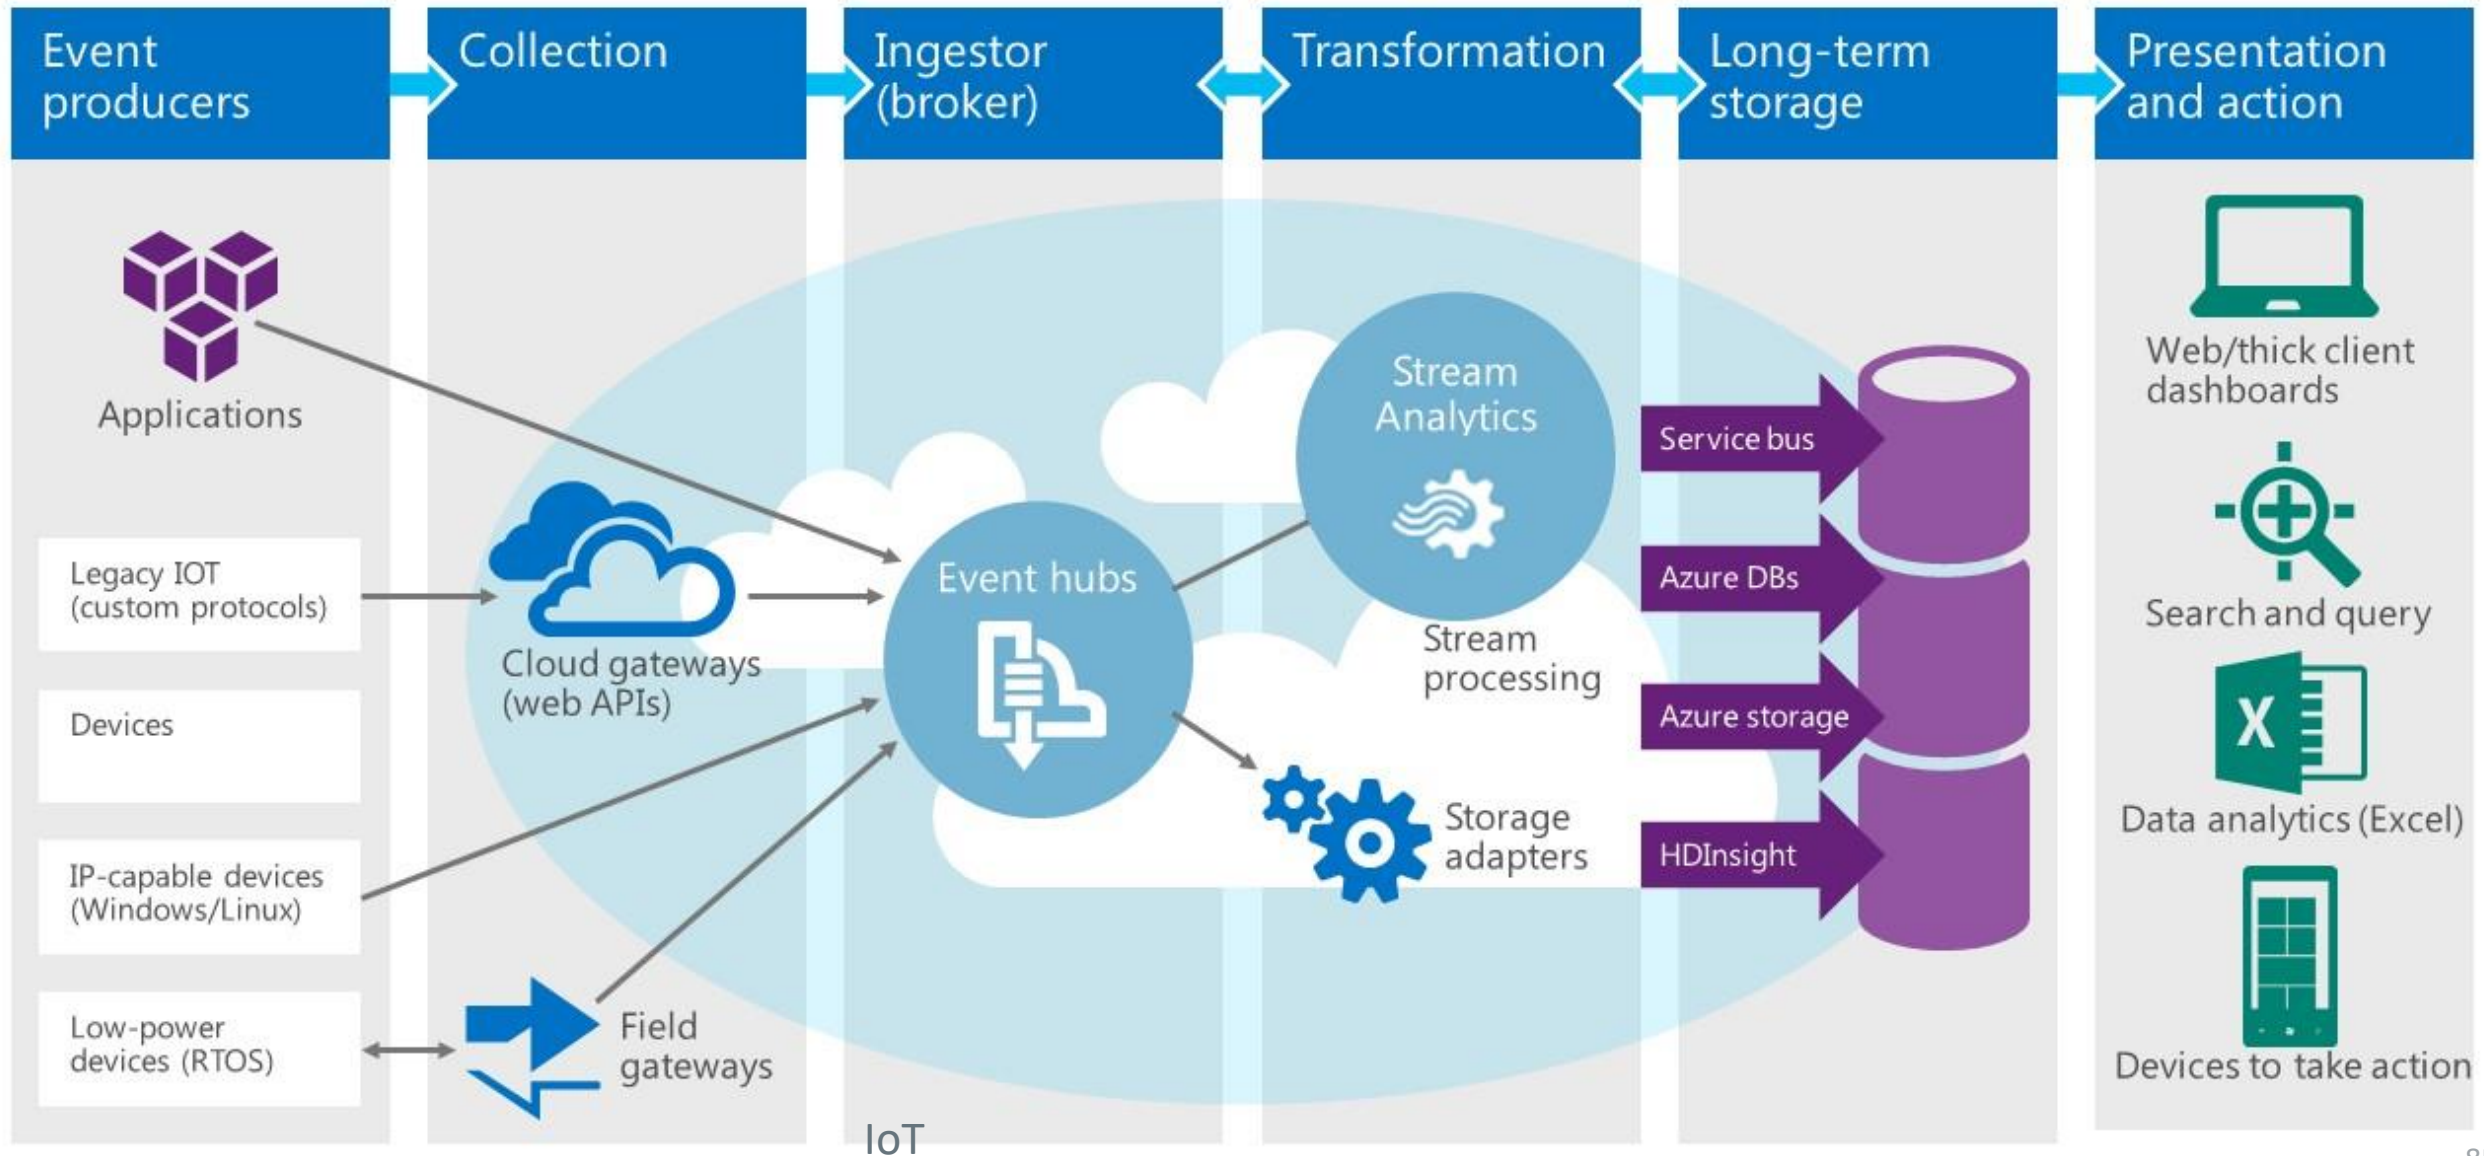 Event
producers
Collection
Ingestor
(broker)
Transformation
Long-term
storage
Presentation
and action
Applications
Legacy IOT
(custom protocols)
Devices
IP-capable devices
(Windows/Linux)
Low-power
devices (RTOS)
Cloud gateways
(web APIs)
Field
gateways
Event hubs
Stream
Analytics
Stream
processing
Storage
adapters
Service bus
Azure DBs
Azure storage
HDInsight
Web/thick client
dashboards
Search and query
X
Data analytics (Excel)
Devices to take action
IoT